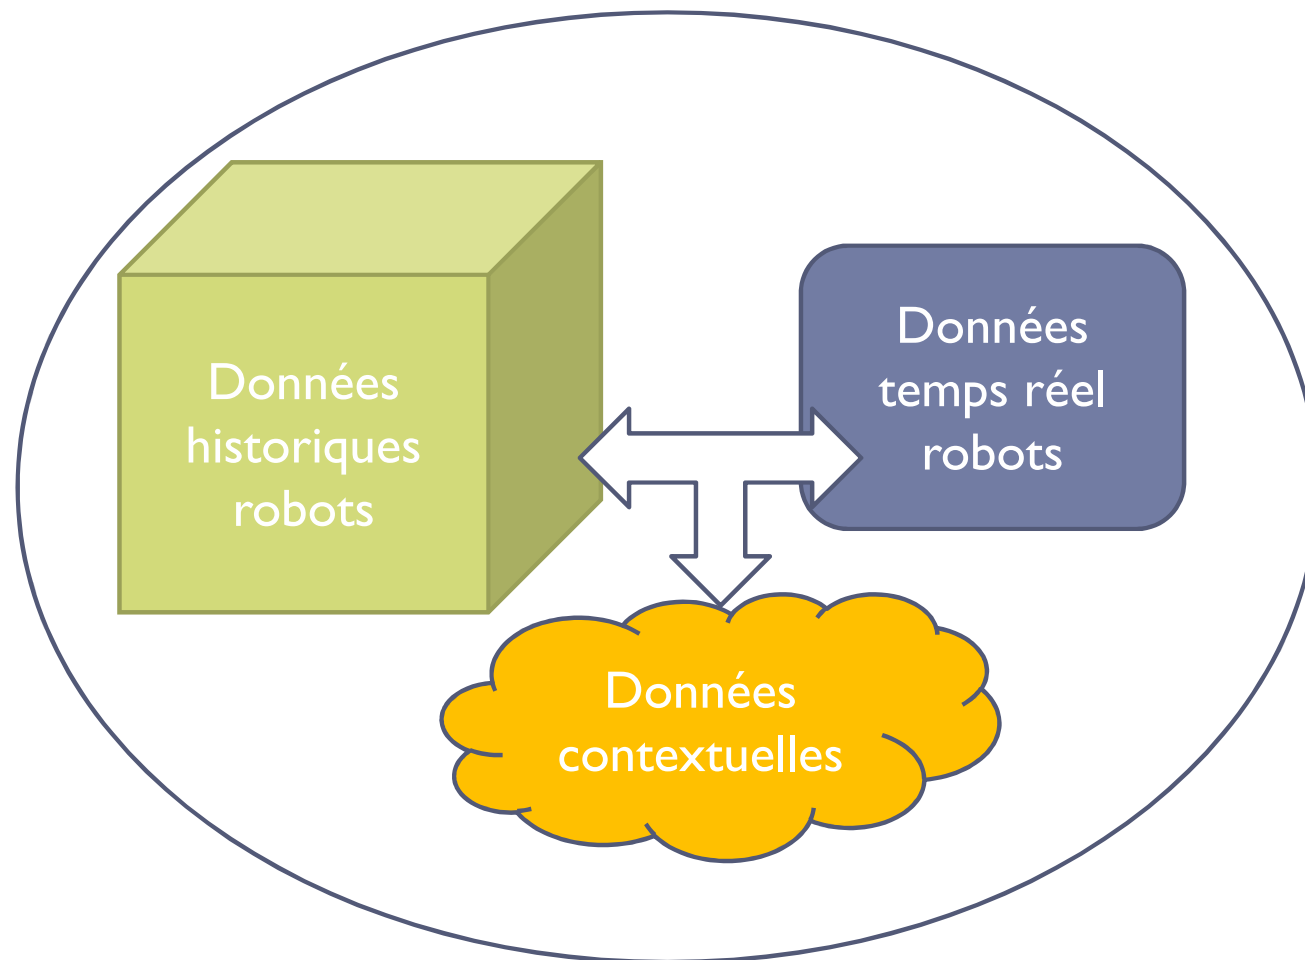 Données
historiques
robots
Données
temps réel
robots
Données
contextuelles